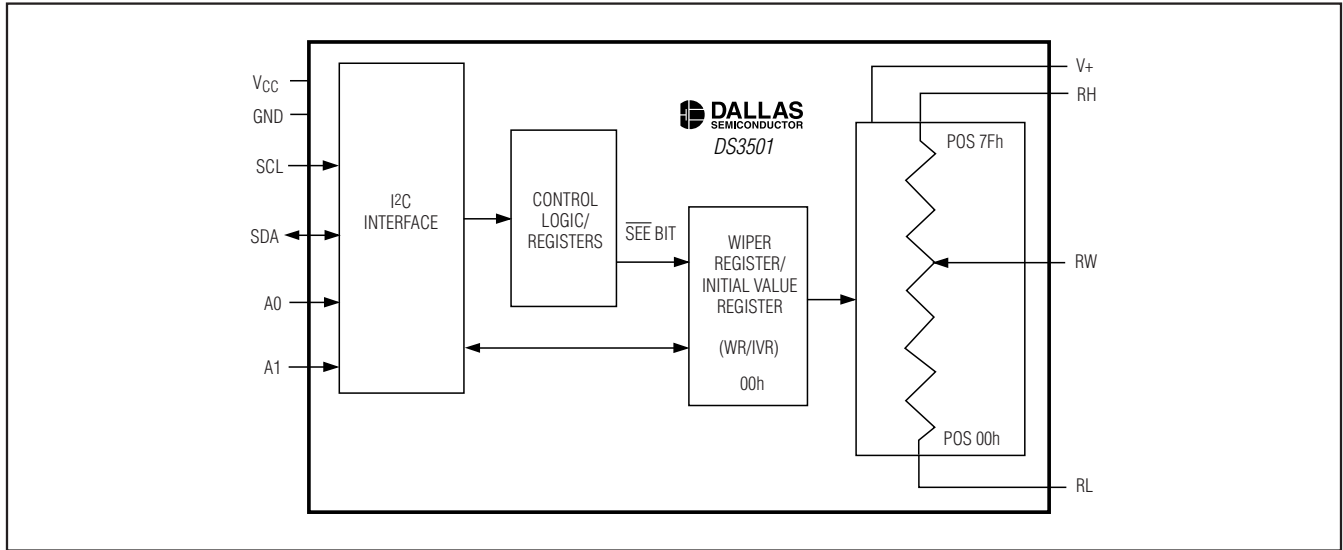 VCC
GND
SCL
SDA
A0
A1
I2C
INTERFACE
CONTROL
LOGIC/
REGISTERS
SEE BIT
DALLAS
SEMICONDUCTOR
DS3501
WIPER
REGISTER/
INITIAL VALUE
REGISTER
(WR/IVR)
00h
POS 7Fh
POS 00h
V+
RH
RW
RL